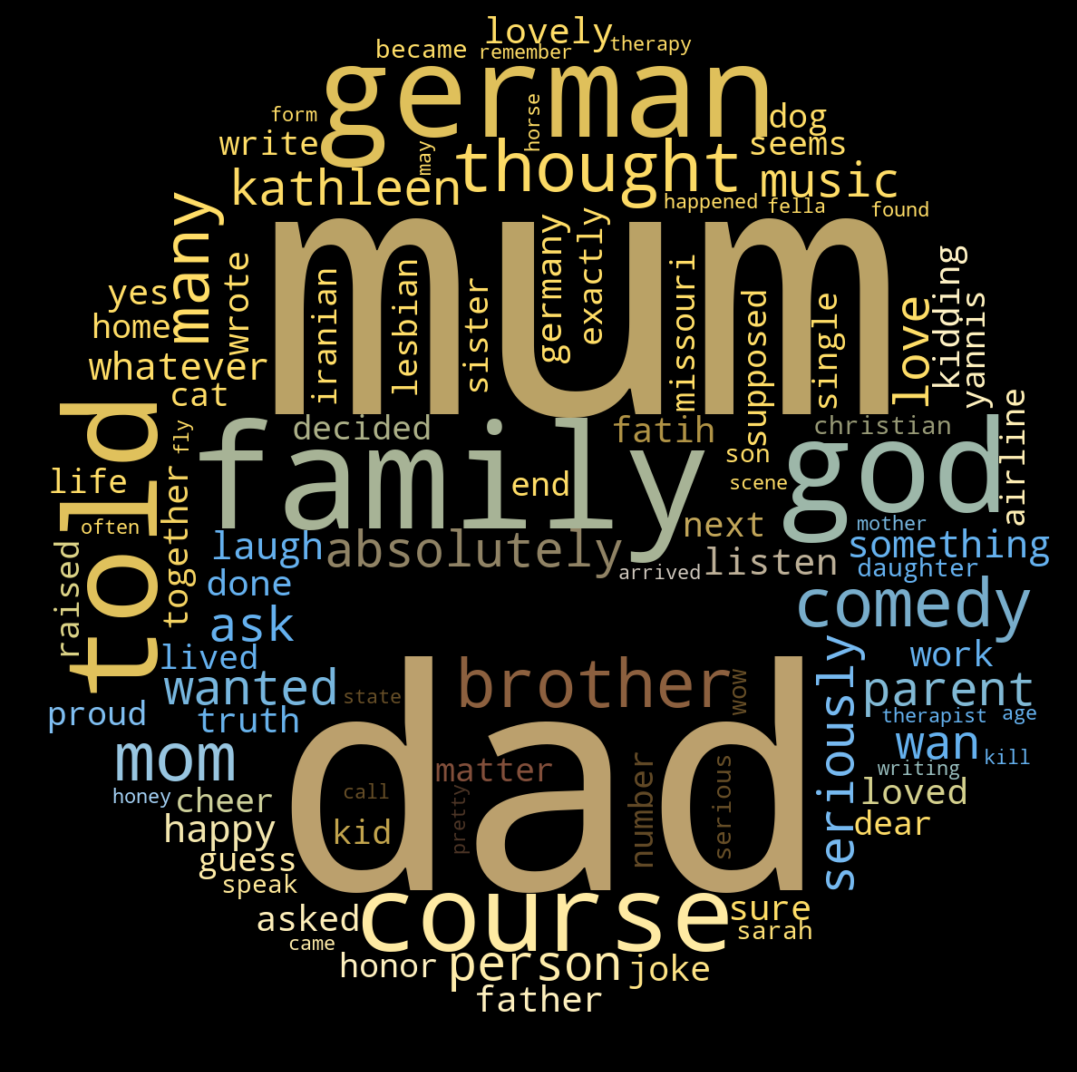 lovely
became
remember
therapy
german
form
horse
dog
write
may
thought
seems
kathleen
music
happened
fella
found
many
mum
yes
home
wrote
iranian
lesbian
sister
germany
exactly
missouri
supposed
single
love
kidding
yannis
whatever
cat
told
fly
decided
family
fatih
christian
god
airline
life
end
son
scene
often
together
next
mother
raised
laugh
absolutely
arrived
listen
something
done
daughter
ask
comedy
lived
wanted
brother
wow
work
seriously
parent
state
proud
truth
dad
therapist
age
mom
matter
wan
kill
honey
cheer
call
pretty
number
serious
writing
loved
happy
kid
dear
guess
speak
asked
course
sure
came
sarah
honor
person
joke
father